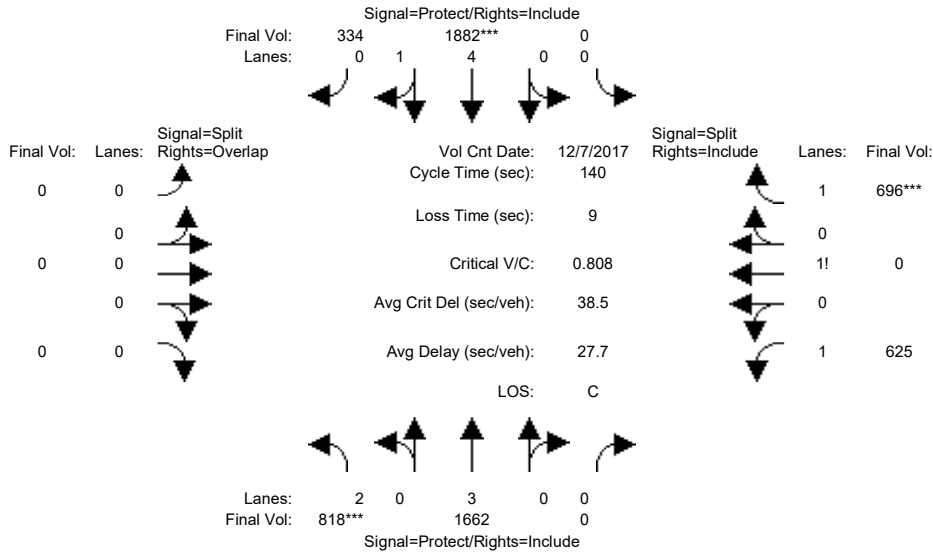 Signal=Protect/Rights=Include
Final Vol: 334 1882*** 0
Lanes: 0 1 4 0 0
Signal=Split Signal=Split
Final Vol: Lanes: Rights=Overlap Vol Cnt Date: 12/7/2017 Rights=Include Lanes: Final Vol:
Cycle Time (sec): 140
0 0 1 696***
Loss Time (sec): 9
0 0
0 0 Critical V/C: 0.808 1! 0
0 Avg Crit Del (sec/veh): 38.5 0
0 0 Avg Delay (sec/veh): 27.7 1 625
LOS: C
Lanes: 2 0 3 0 0
Final Vol: 818*** 1662 0
Signal=Protect/Rights=Include